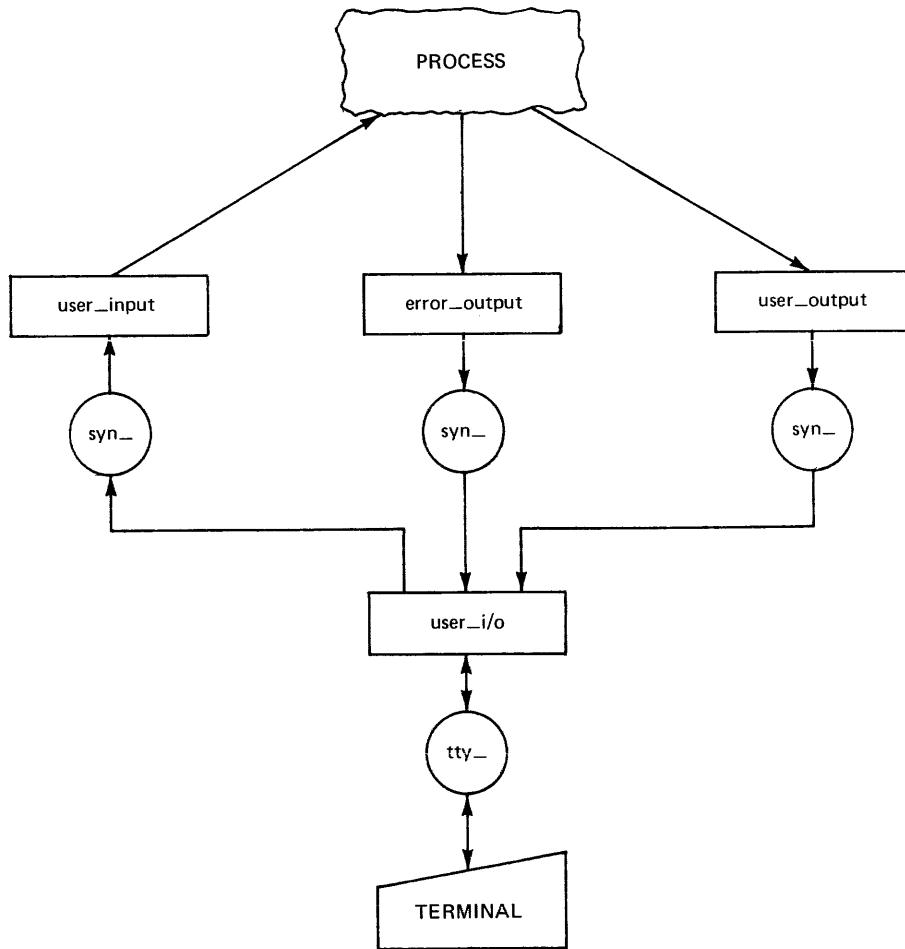 PROCESS
user_input
error_output
user_output
syn_
syn_
syn_
user_i/o
tty_
TERMINAL